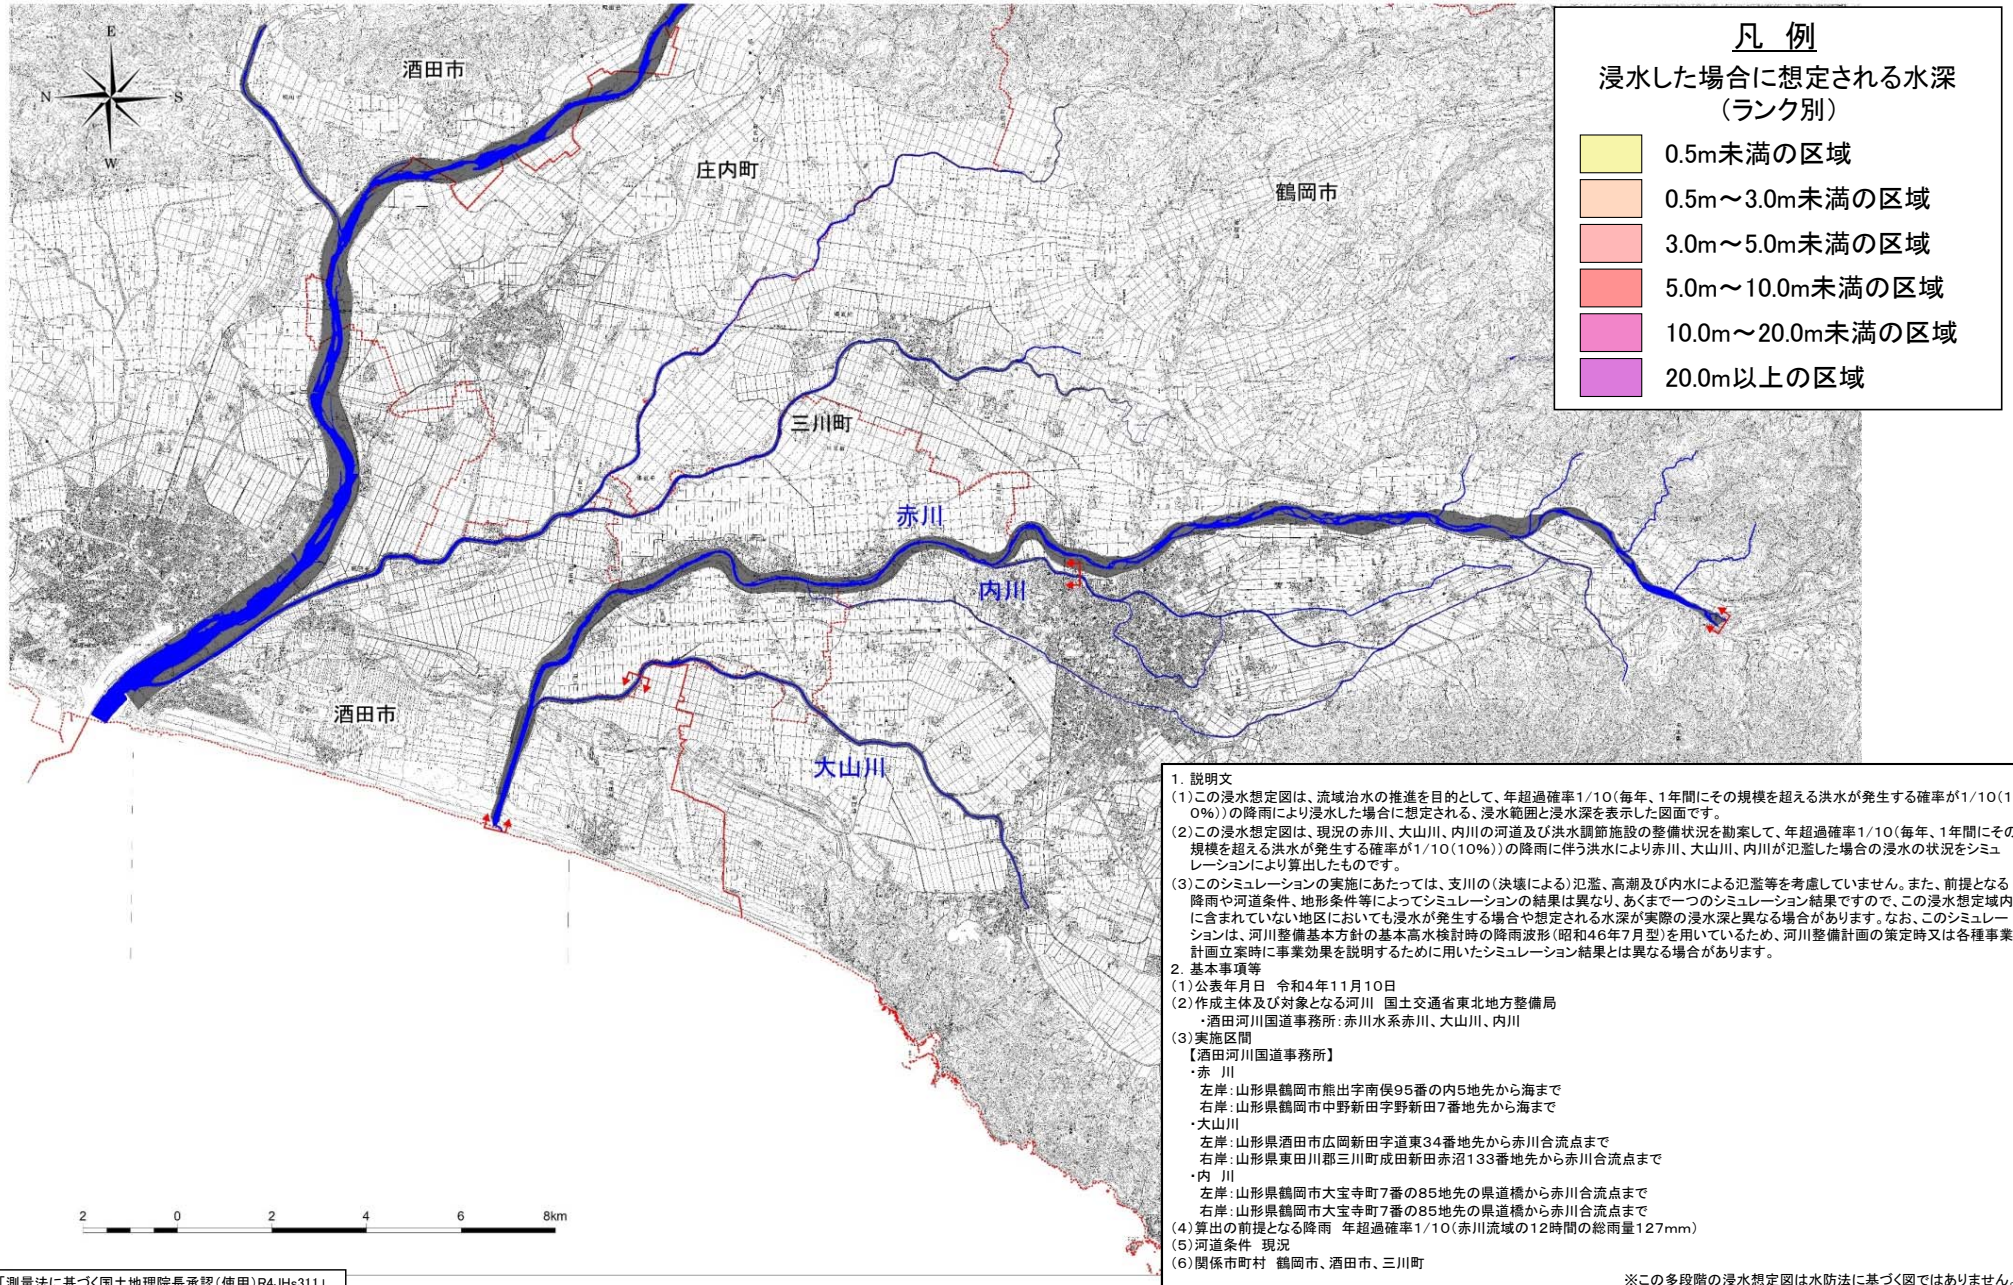 E
N
S
W
酒田市
庄内町
鶴岡市
三川町
赤川
内川
酒田市
大山川
凡 例
浸水した場合に想定される水深
(ランク別)
0.5m未満の区域
0.5m～3.0m未満の区域
3.0m～5.0m未満の区域
5.0m～10.0m未満の区域
10.0m～20.0m未満の区域
20.0m以上の区域
1. 説明文
(1)この浸水想定図は、流域治水の推進を目的として、年超過確率1/10(毎年、1年間にその規模を超える洪水が発生する確率が1/10(1
0%))の降雨により浸水した場合に想定される、浸水範囲と浸水深を表示した図面です。
(2)この浸水想定図は、現況の赤川、大山川、内川の河道及び洪水調節施設の整備状況を勘案して、年超過確率1/10(毎年、1年間にその
規模を超える洪水が発生する確率が1/10(10%))の降雨に伴う洪水により赤川、大山川、内川が氾濫した場合の浸水の状況をシミュ
レーションにより算出したものです。
(3)このシミュレーションの実施にあたっては、支川の(決壊による)氾濫、高潮及び内水による氾濫等を考慮していません。また、前提となる
降雨や河道条件、地形条件等によってシミュレーションの結果は異なり、あくまで一つのシミュレーション結果ですので、この浸水想定域内
に含まれていない地区においても浸水が発生する場合や想定される水深が実際の浸水深と異なる場合があります。なお、このシミュレー
ションは、河川整備基本方針の基本高水検討時の降雨波形(昭和46年7月型)を用いているため、河川整備計画の策定時又は各種事業
計画立案時に事業効果を説明するために用いたシミュレーション結果とは異なる場合があります。
2. 基本事項等
(1)公表年月日 令和4年11月10日
(2)作成主体及び対象となる河川 国土交通省東北地方整備局
・酒田河川国道事務所:赤川水系赤川、大山川、内川
(3)実施区間
【酒田河川国道事務所】
・赤 川
左岸:山形県鶴岡市熊出字南俣95番の内5地先から海まで
右岸:山形県鶴岡市中野新田字野新田7番地先から海まで
・大山川
左岸:山形県酒田市広岡新田字道東34番地先から赤川合流点まで
右岸:山形県東田川郡三川町成田新田赤沼133番地先から赤川合流点まで
・内 川
左岸:山形県鶴岡市大宝寺町7番の85地先の県道橋から赤川合流点まで
右岸:山形県鶴岡市大宝寺町7番の85地先の県道橋から赤川合流点まで
(4)算出の前提となる降雨 年超過確率1/10(赤川流域の12時間の総雨量127mm)
(5)河道条件 現況
(6)関係市町村 鶴岡市、酒田市、三川町
2 0 2 4 6 8km
「測量法に基づく国土地理院長承認(使用)R4JHs311」
※この多段階の浸水想定図は水防法に基づく図ではありません。